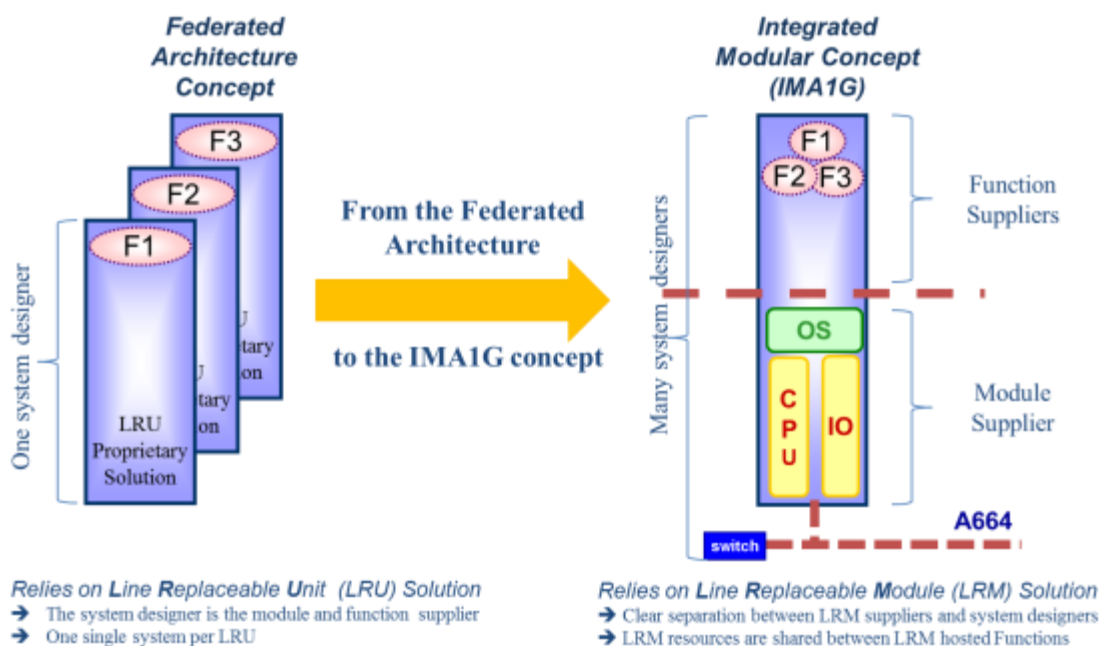 Federated
Architecture
Concept
F3
F2
F1
One system designer
LRU
Proprietary
Solution
From the Federated
Architecture
to the IMA1G concept
Integrated
Modular Concept
(IMA1G)
F1
F2 F3
Many system designers
Function
Suppliers
OS
CPU
IO
Module
Supplier
A664
switch
Relies on Line Replaceable Unit (LRU) Solution
➔ The system designer is the module and function supplier
➔ One single system per LRU
Relies on Line Replaceable Module (LRM) Solution
➔ Clear separation between LRM suppliers and system designers
➔ LRM resources are shared between LRM hosted Functions